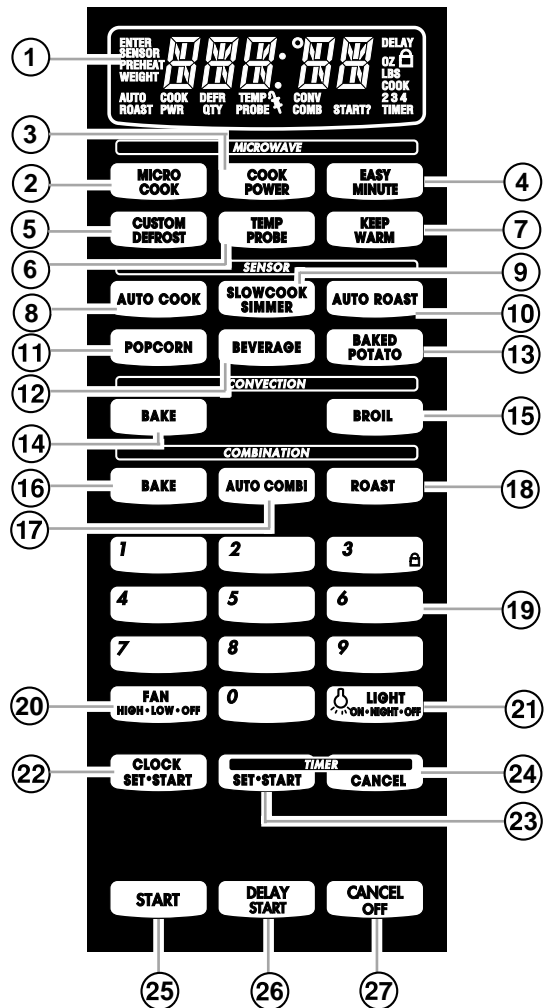 ENTER
SENSOR
PREHEAT
WEIGHT
DELAY
OZ
LBS
COOK
2 3 4
TIMER
AUTO
ROAST
COOK
PWR
DEFR
QTY
TEMP
PROBE
CONV
COMB
START?
1
MICROWAVE
3
MICRO
COOK
COOK
POWER
EASY
MINUTE
2
4
CUSTOM
DEFROST
TEMP
PROBE
KEEP
WARM
5
7
6
SENSOR
9
AUTO COOK
SLOWCOOK
SIMMER
AUTO ROAST
8
10
POPCORN
BEVERAGE
BAKED
POTATO
11
13
12
CONVECTION
BAKE
BROIL
15
14
COMBINATION
BAKE
AUTO COMBI
ROAST
16
18
17
1
2
3
4
5
6
19
7
8
9
FAN
HIGH•LOW•OFF
0
LIGHT
ON•NIGHT•OFF
20
21
CLOCK
SET•START
TIMER
SET•START
CANCEL
22
24
23
START
DELAY
START
CANCEL
OFF
25
26
27